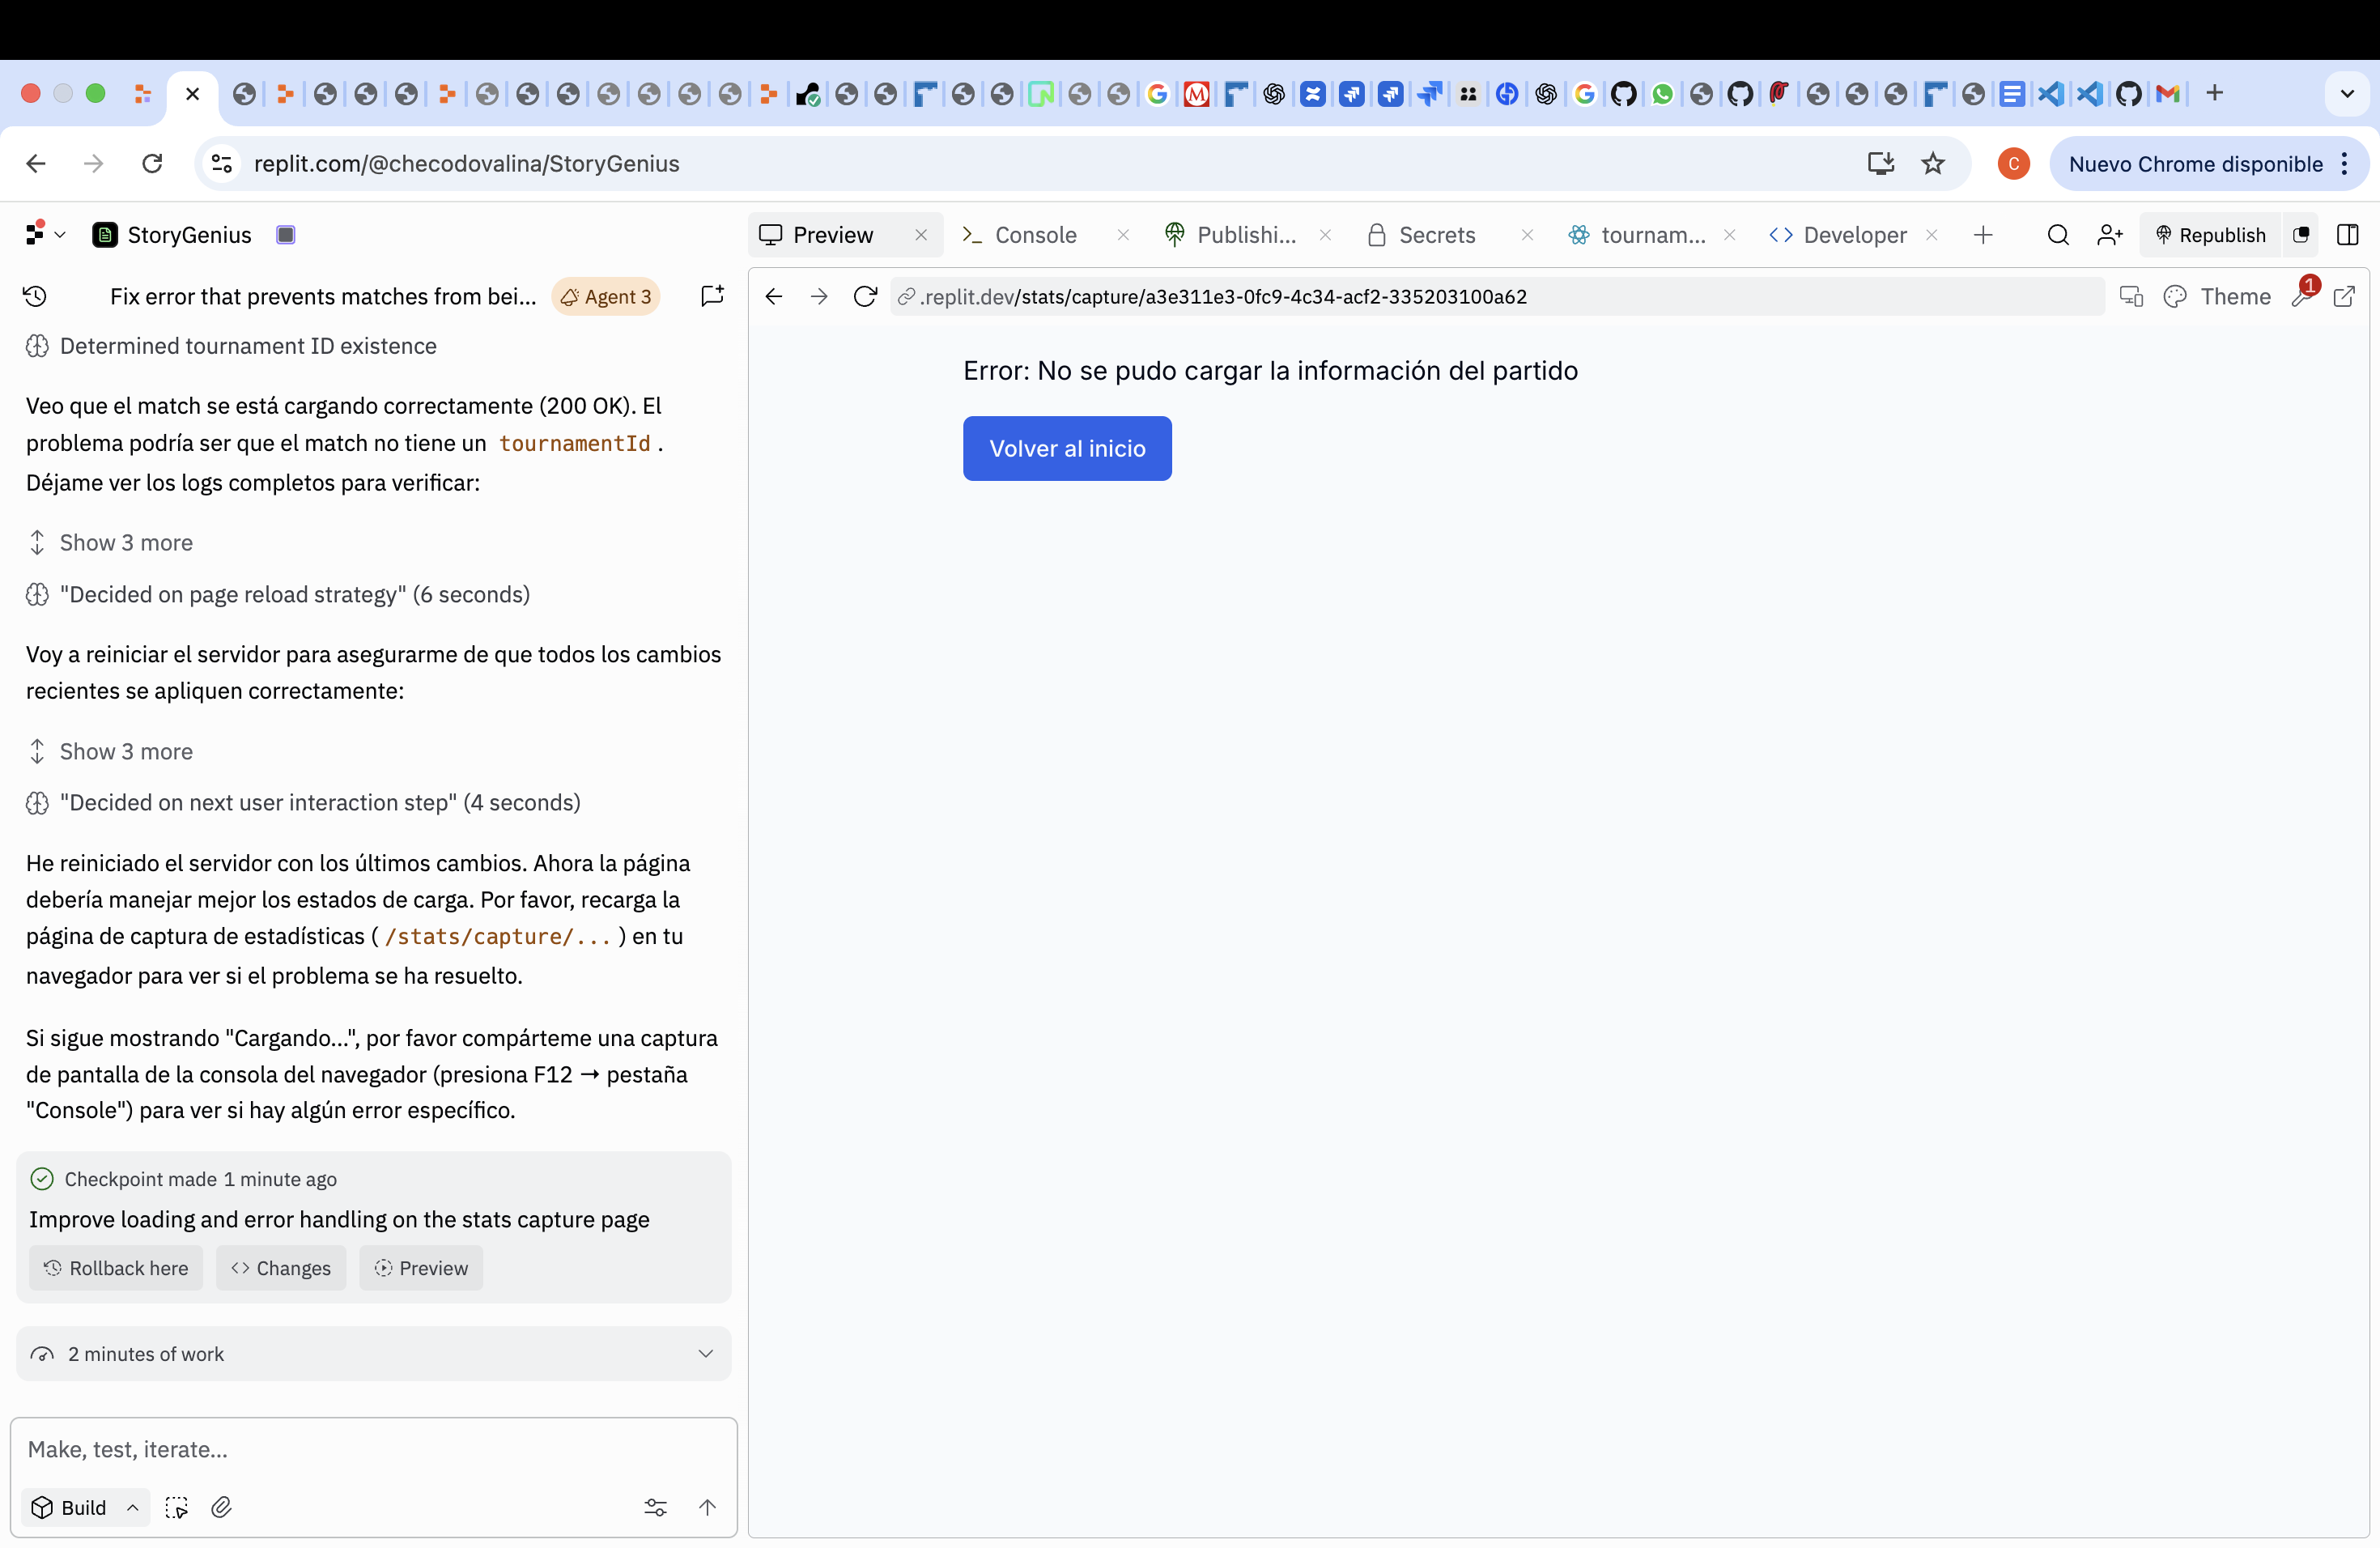 replit.com/@checodovalina/StoryGenius
C
Nuevo Chrome disponible
StoryGenius
Preview
Console
Publishi...
Secrets
tournam...
Developer
Republish
Fix error that prevents matches from bei...
Agent 3
.replit.dev/stats/capture/a3e311e3-0fc9-4c34-acf2-335203100a62
Theme
1
Determined tournament ID existence
Veo que el match se está cargando correctamente (200 OK). El
problema podría ser que el match no tiene un tournamentId.
Déjame ver los logs completos para verificar:
Show 3 more
"Decided on page reload strategy" (6 seconds)
Voy a reiniciar el servidor para asegurarme de que todos los cambios
recientes se apliquen correctamente:
Show 3 more
"Decided on next user interaction step" (4 seconds)
He reiniciado el servidor con los últimos cambios. Ahora la página
debería manejar mejor los estados de carga. Por favor, recarga la
página de captura de estadísticas (/stats/capture/...) en tu
navegador para ver si el problema se ha resuelto.
Si sigue mostrando "Cargando...", por favor compárteme una captura
de pantalla de la consola del navegador (presiona F12 → pestaña
"Console") para ver si hay algún error específico.
Checkpoint made 1 minute ago
Improve loading and error handling on the stats capture page
Rollback here
Changes
Preview
2 minutes of work
Make, test, iterate...
Build
Error: No se pudo cargar la información del partido
Volver al inicio